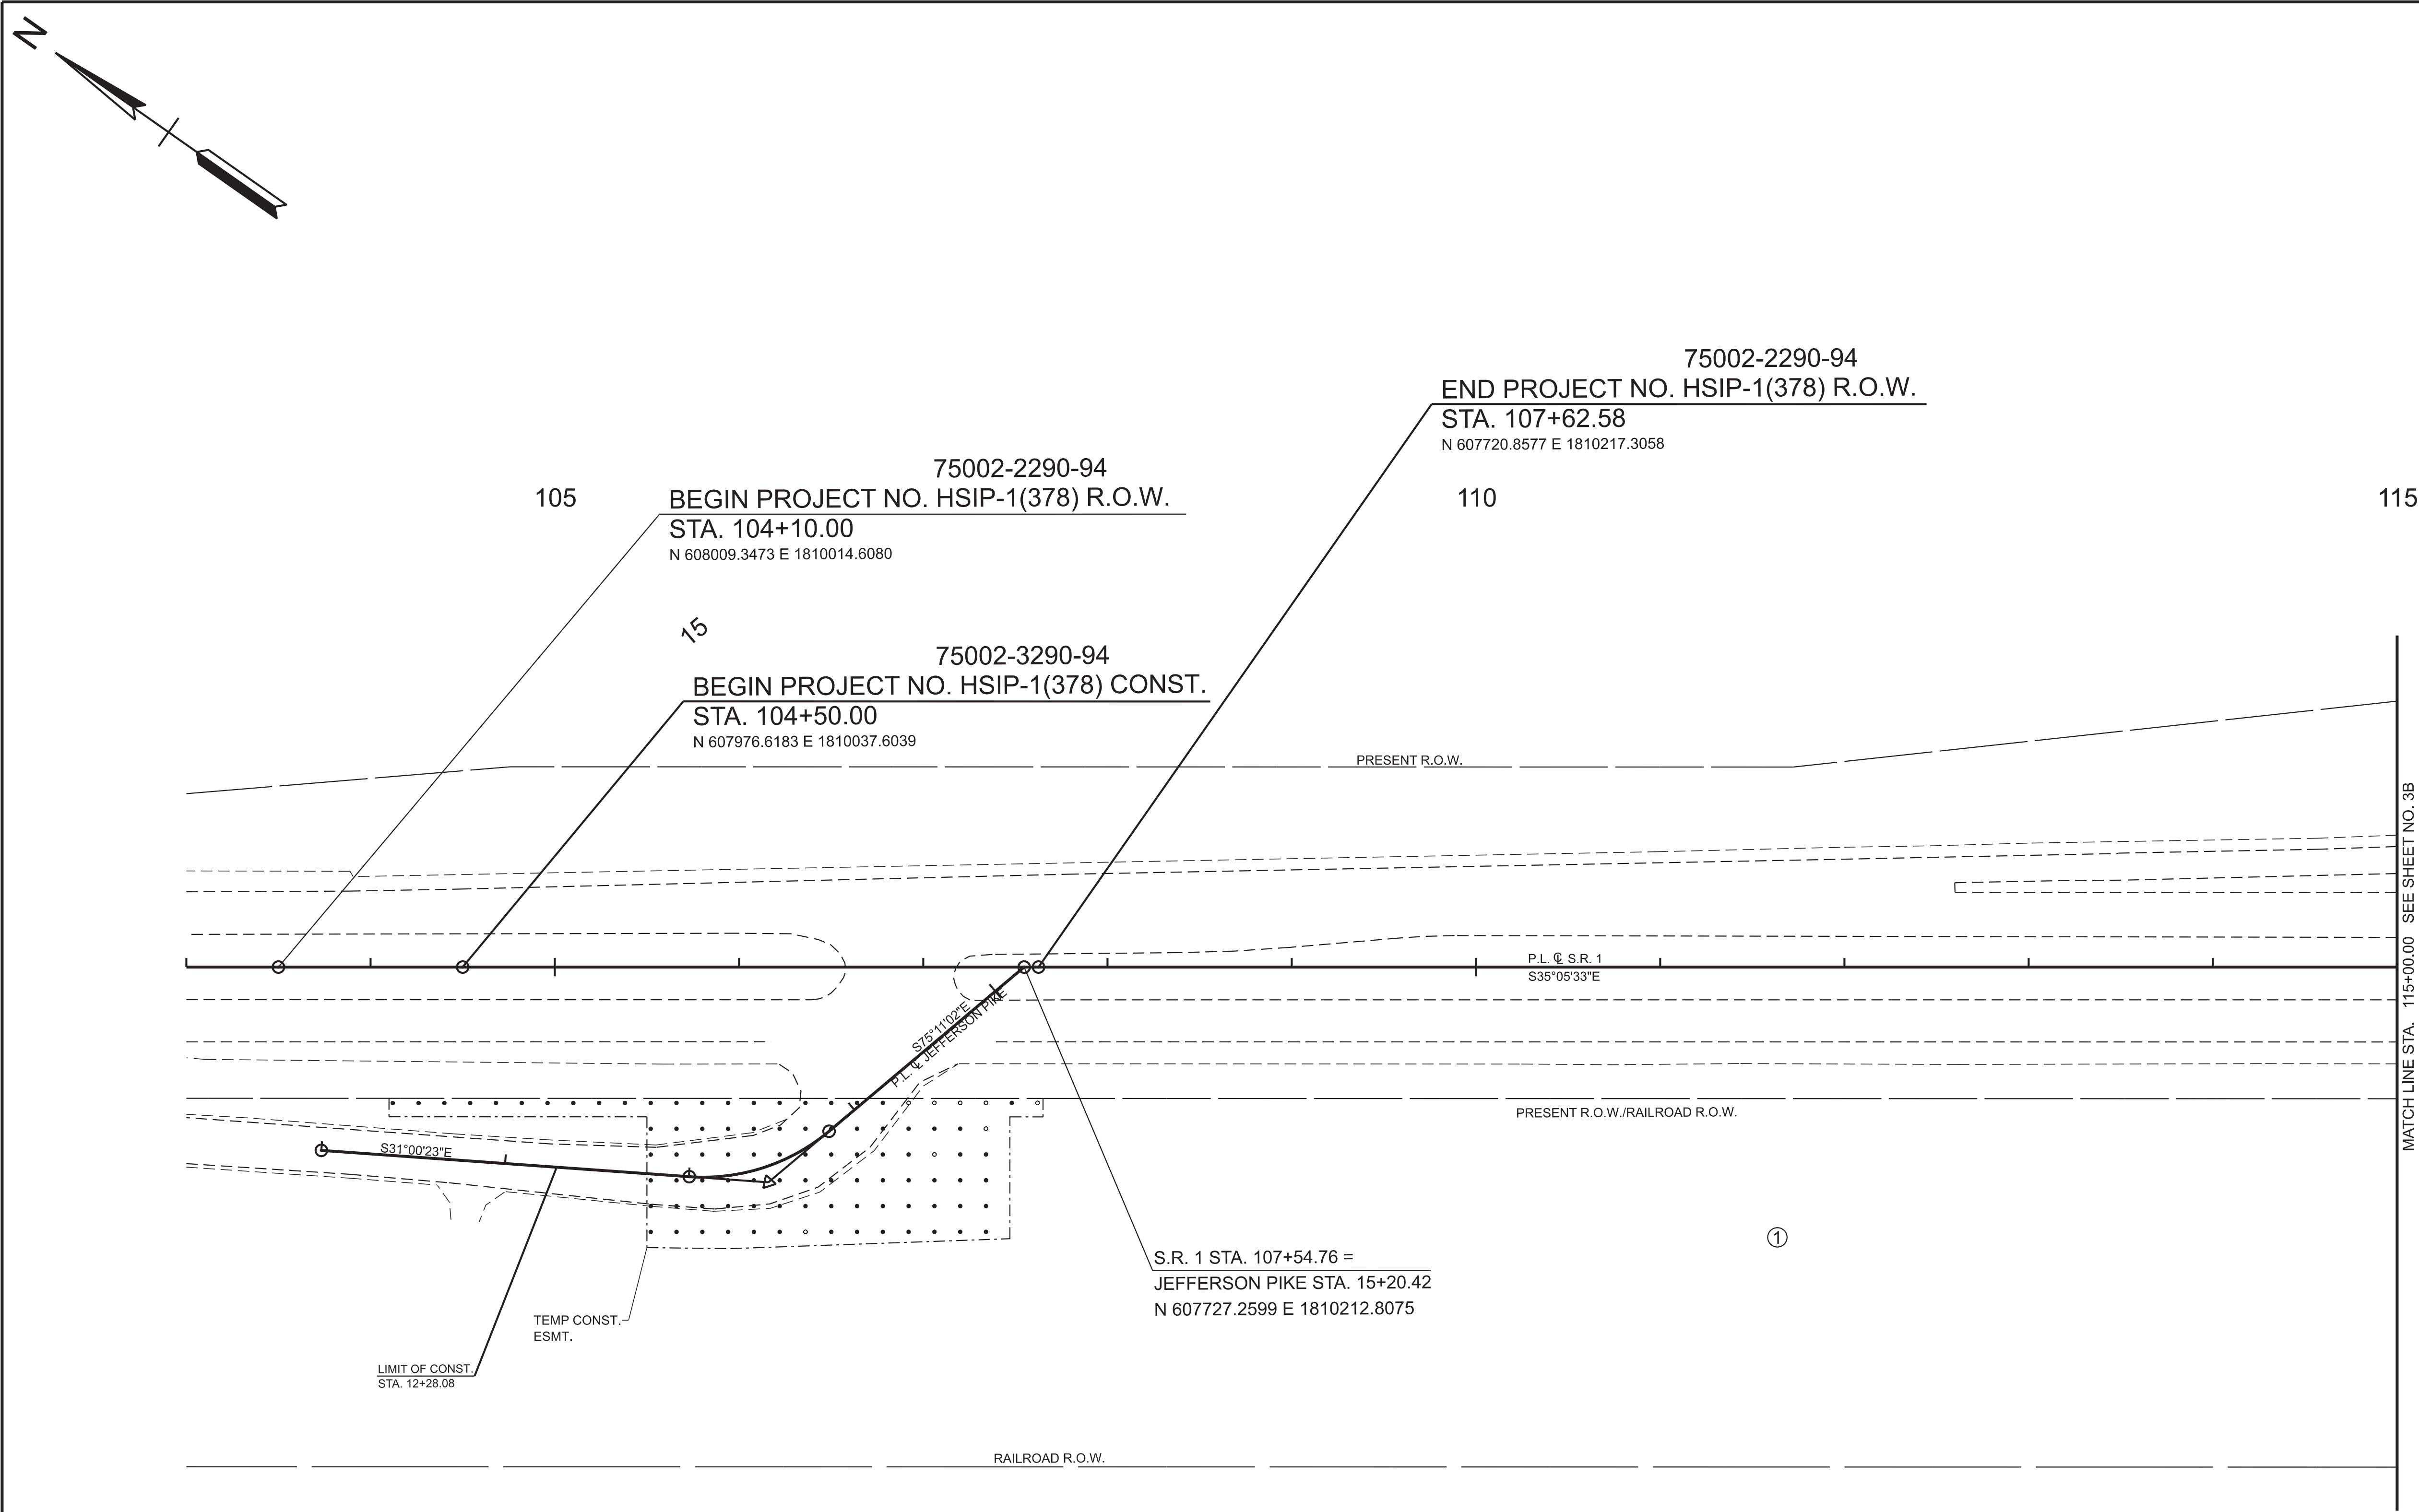 N
75002-2290-94
END PROJECT NO. HSIP-1(378) R.O.W.
STA. 107+62.58
N 607720.8577 E 1810217.3058
75002-2290-94
105
BEGIN PROJECT NO. HSIP-1(378) R.O.W.
110
115
STA. 104+10.00
N 608009.3473 E 1810014.6080
15
75002-3290-94
BEGIN PROJECT NO. HSIP-1(378) CONST.
STA. 104+50.00
N 607976.6183 E 1810037.6039
PRESENT R.O.W.
MATCH LINE STA. 115+00.00 SEE SHEET NO. 3B
P.L. ℄ S.R. 1
S35°05'33"E
S75°11'02"E
P.L. ℄ JEFFERSON PIKE
PRESENT R.O.W./RAILROAD R.O.W.
S31°00'23"E
1
S.R. 1 STA. 107+54.76 =
JEFFERSON PIKE STA. 15+20.42
N 607727.2599 E 1810212.8075
TEMP CONST.
ESMT.
LIMIT OF CONST.
STA. 12+28.08
RAILROAD R.O.W.